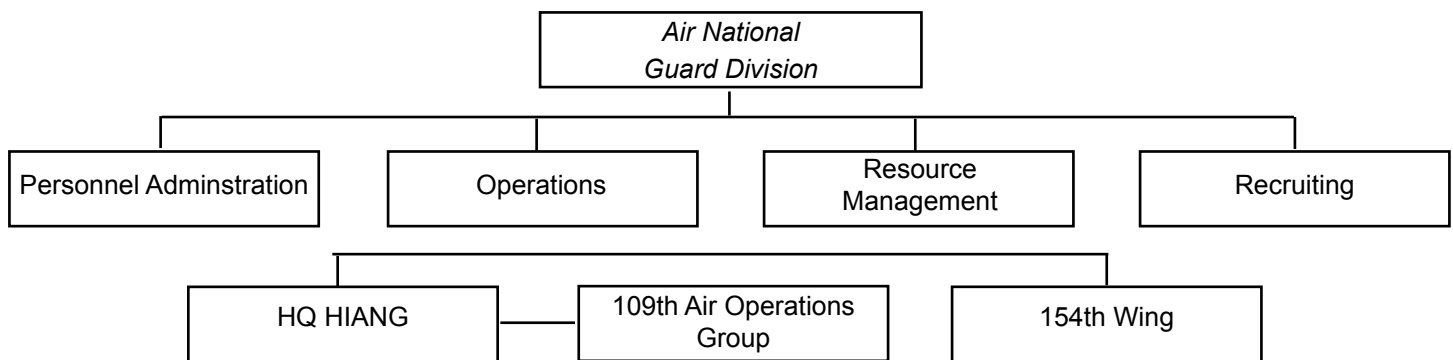 Air National
Guard Division
Personnel Adminstration
Operations
Resource
Management
Recruiting
HQ HIANG
109th Air Operations
Group
154th Wing